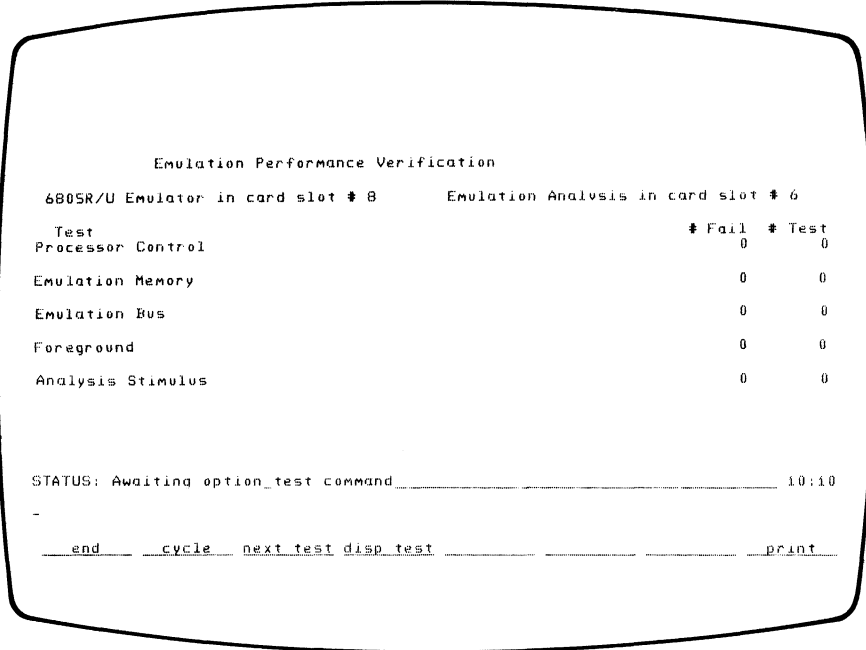 Emulation Performance Verification
6805R/U Emulator in card slot # 8 Emulation Analysis in card slot # 6
Test # Fail # Test
Processor Control 0 0
Emulation Memory 0 0
Emulation Bus 0 0
Foreground 0 0
Analysis Stimulus 0 0
STATUS: Awaiting option_test command 10:10
_
end cycle next test disp test print